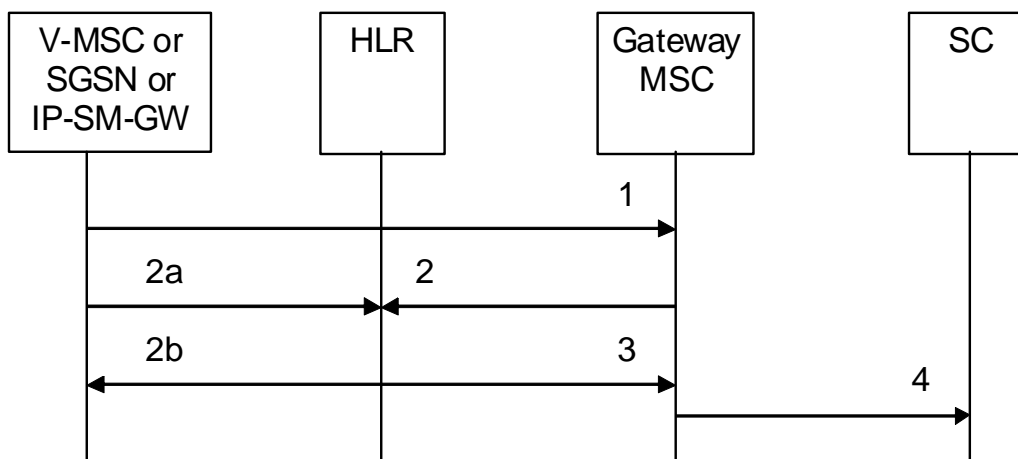 V-MSC or
SGSN or
IP-SM-GW
HLR
Gateway
MSC
SC
1
2a
2
2b
3
4